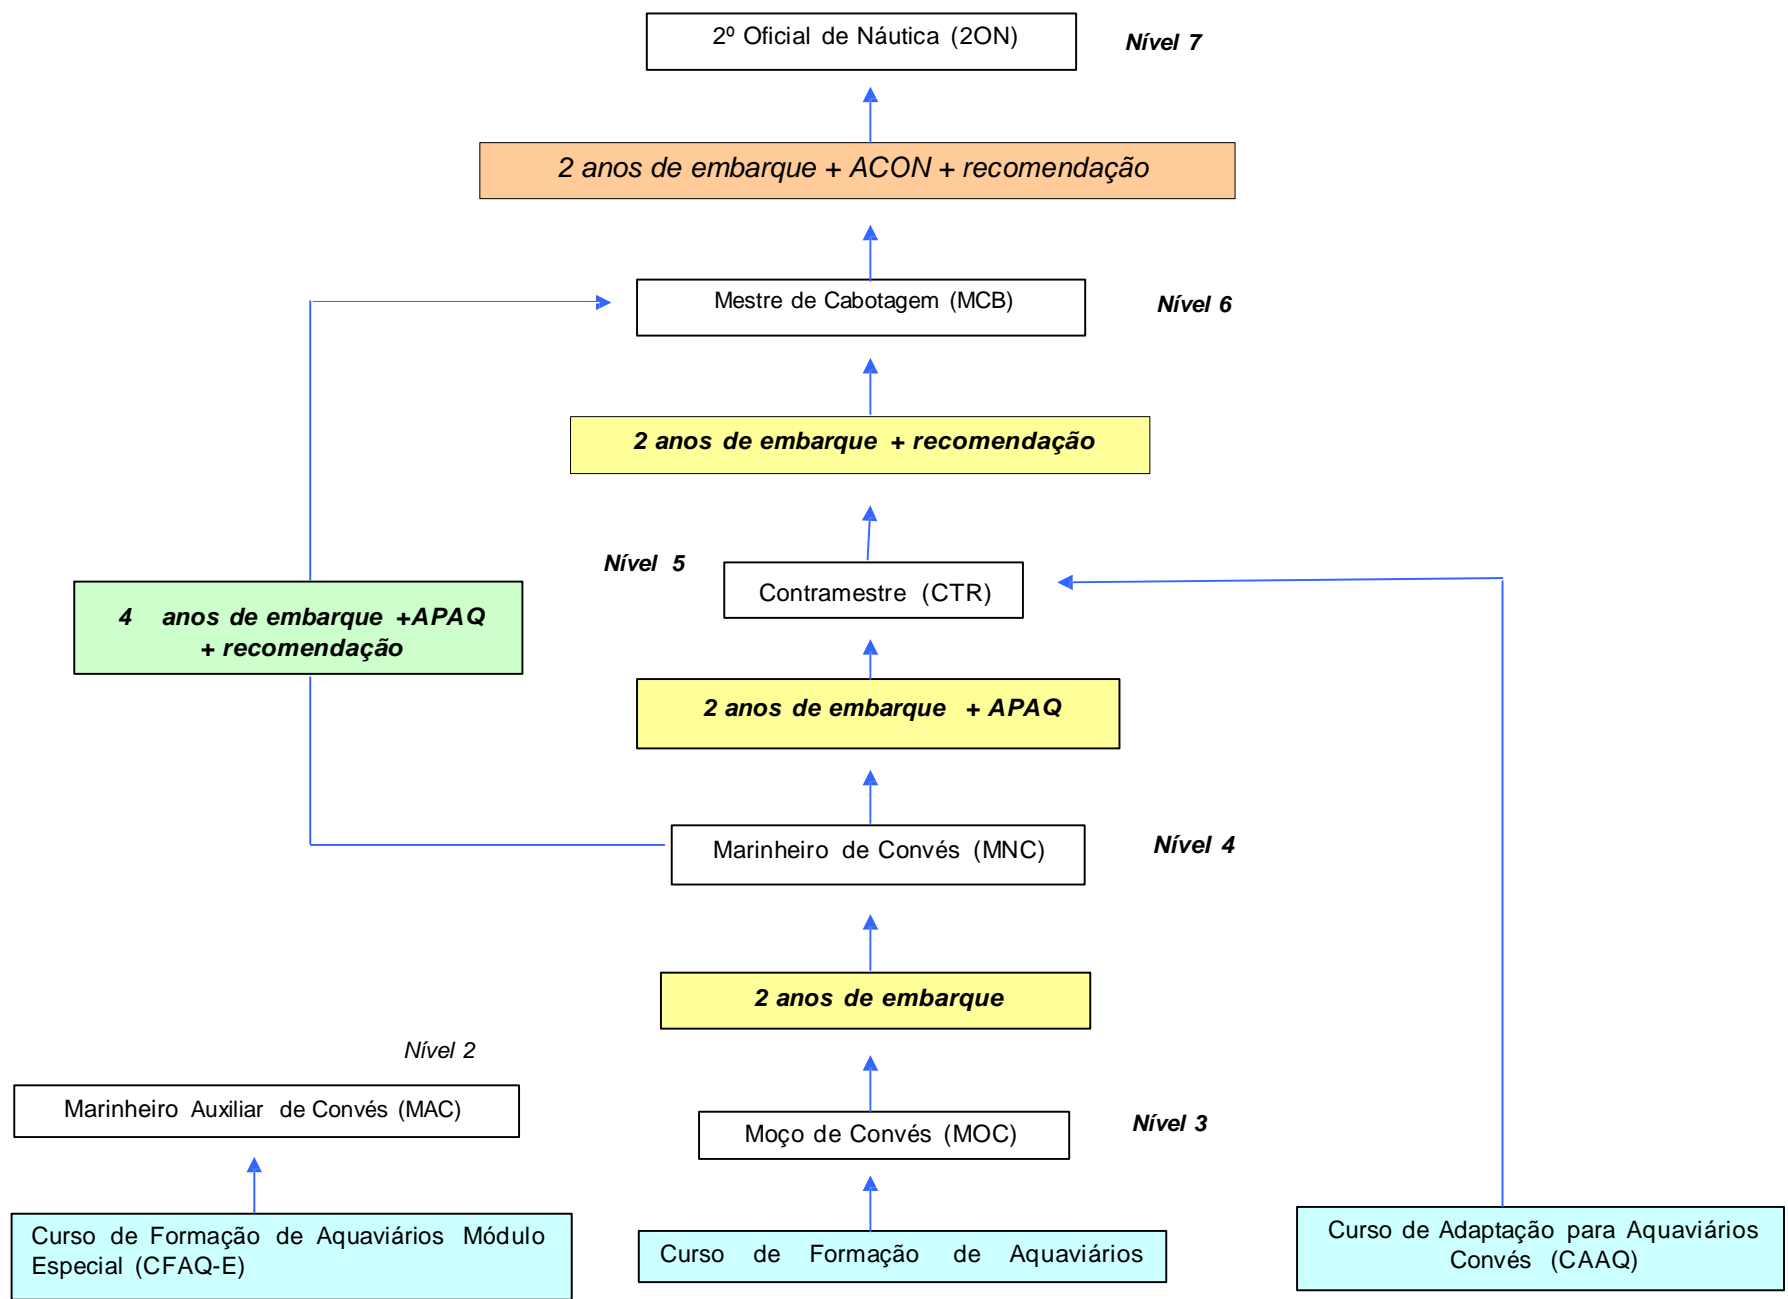 2º Oficial de Náutica (2ON)
Nível 7
2 anos de embarque + ACON + recomendação
Mestre de Cabotagem (MCB)
Nível 6
2 anos de embarque + recomendação
Nível 5
Contramestre (CTR)
4 anos de embarque +APAQ
+ recomendação
2 anos de embarque + APAQ
Marinheiro de Convés (MNC)
Nível 4
2 anos de embarque
Nível 2
Marinheiro Auxiliar de Convés (MAC)
Moço de Convés (MOC)
Nível 3
Curso de Formação de Aquaviários Módulo
Especial (CFAQ-E)
Curso de Formação de Aquaviários
Curso de Adaptação para Aquaviários
Convés (CAAQ)